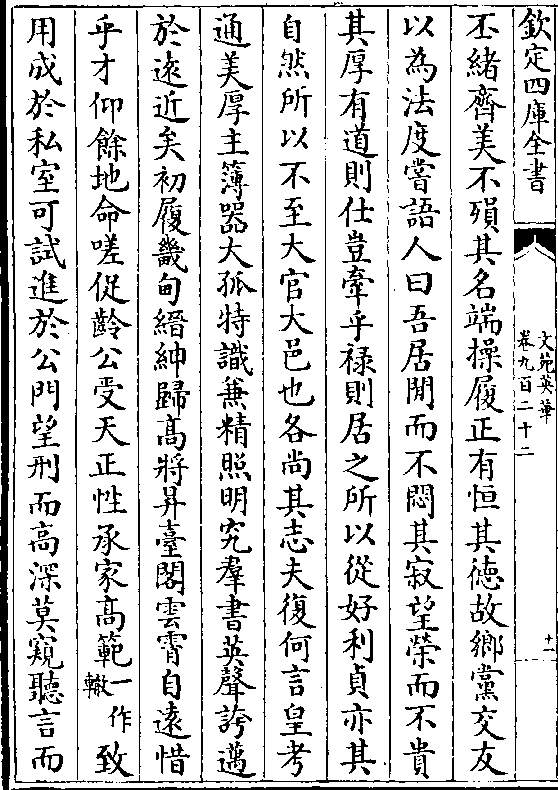 欽定四庫全書
文苑英華
卷九百二十二
十一
丕緒齊美不殞其名端操履正有恒其徳故鄉黨交友
以為法度嘗語人曰吾居閒而不悶其寂望榮而不貴
其厚有道則仕豈牽乎禄則居之所以從好利貞亦其
自然所以不至大官大邑也各尚其志夫復何言皇考
通美厚主簿器大孤特識兼精照明究羣書英聲誇邁
於逺近矣初履畿甸縉紳歸髙將昇臺閣雲霄自逺惜
乎才仰餘地命嗟促齡公受天正性承家髙範一作轍致
用成於私室可試進於公門望刑而高深莫窺聽言而